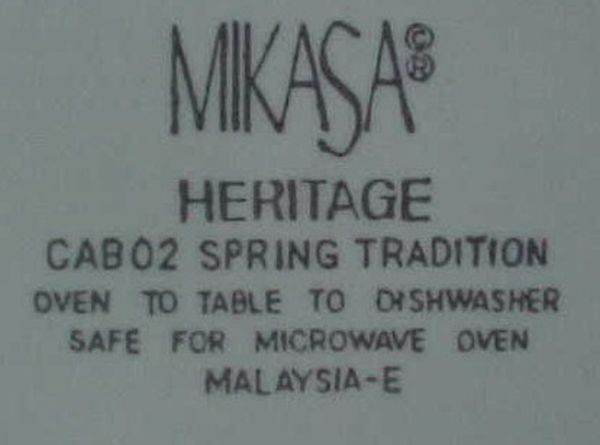 MIKASA©®
HERITAGE
CAB02 SPRING TRADITION
OVEN TO TABLE TO DISHWASHER
SAFE FOR MICROWAVE OVEN
MALAYSIA-E